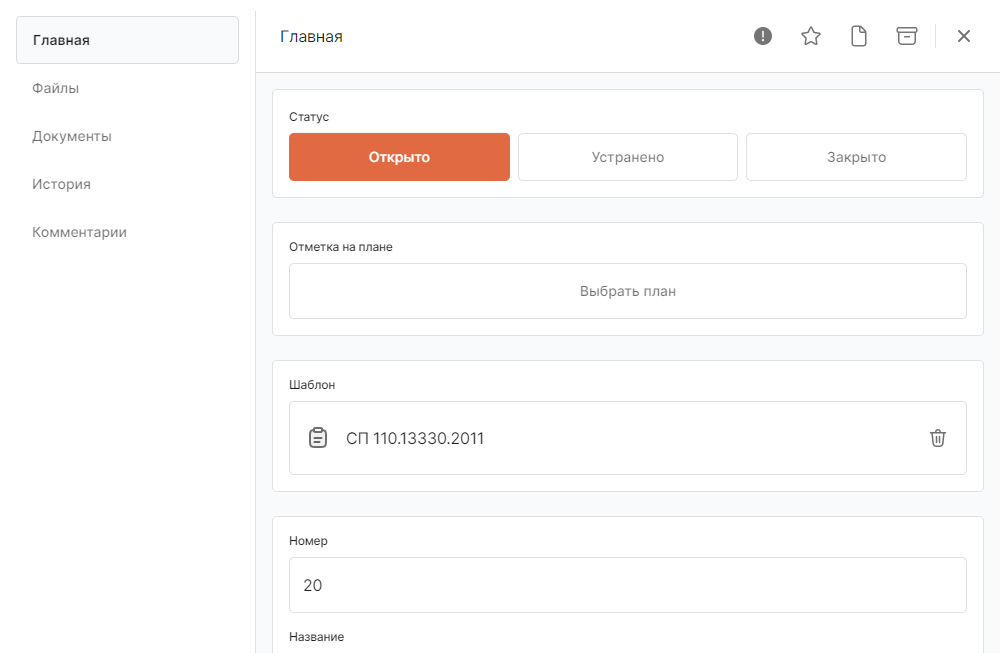 Главная
Файлы
Документы
История
Комментарии
Главная
Статус
Открыто
Устранено
Закрыто
Отметка на плане
Выбрать план
Шаблон
СП 110.13330.2011
Номер
20
Название